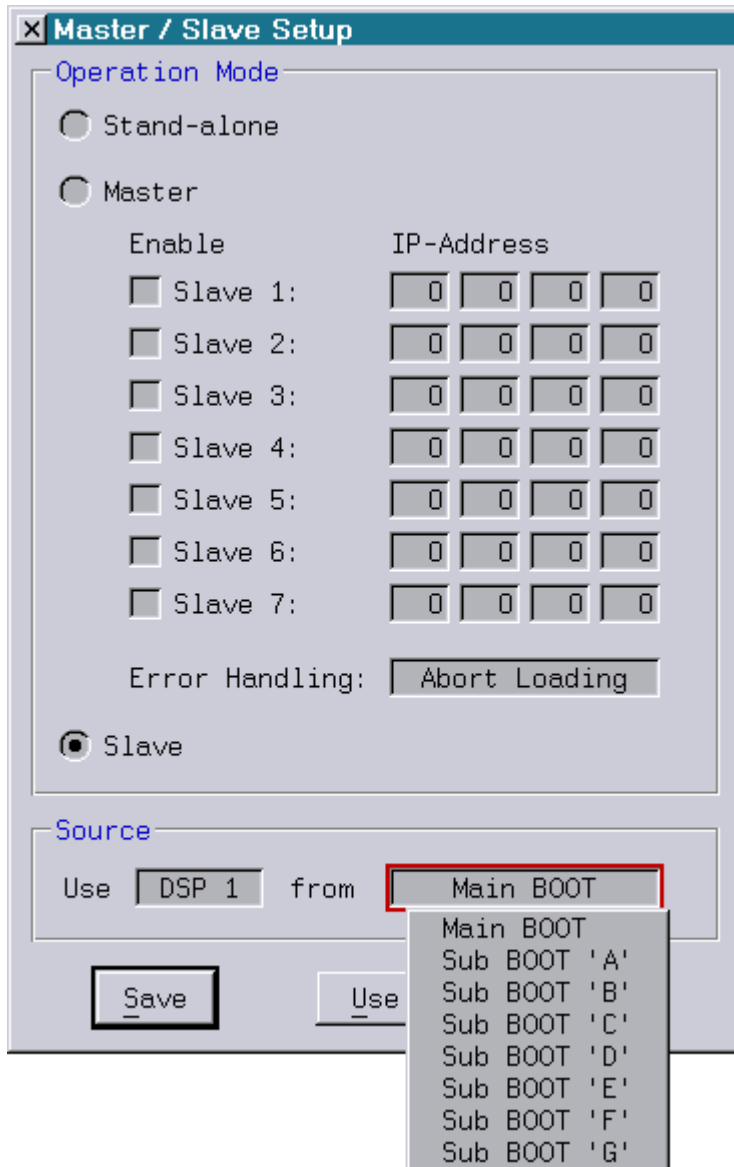 Master / Slave Setup
Operation Mode
Stand-alone
Master
Enable IP-Address
Slave 1: 0 0 0 0
Slave 2: 0 0 0 0
Slave 3: 0 0 0 0
Slave 4: 0 0 0 0
Slave 5: 0 0 0 0
Slave 6: 0 0 0 0
Slave 7: 0 0 0 0
Error Handling: Abort Loading
Slave
Source
Use DSP 1 from Main BOOT
Main BOOT
Sub BOOT 'A'
Sub BOOT 'B'
Save Use
Sub BOOT 'C'
Sub BOOT 'D'
Sub BOOT 'E'
Sub BOOT 'F'
Sub BOOT 'G'